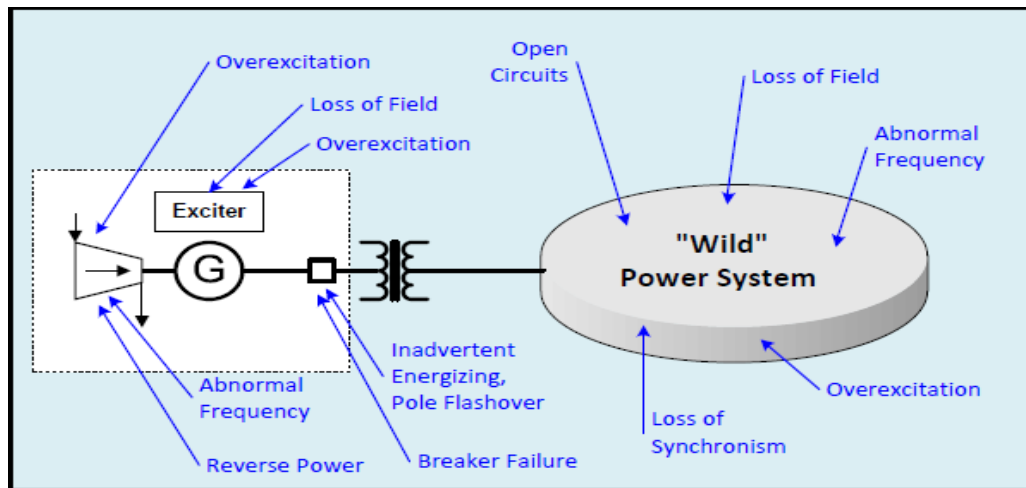 Overexcitation
Loss of Field
Overexcitation
Exciter
G
Abnormal
Frequency
Reverse Power
Inadvertent
Energizing,
Pole Flashover
Breaker Failure
Open
Circuits
Loss of Field
Abnormal
Frequency
"Wild"
Power System
Overexcitation
Loss of
Synchronism